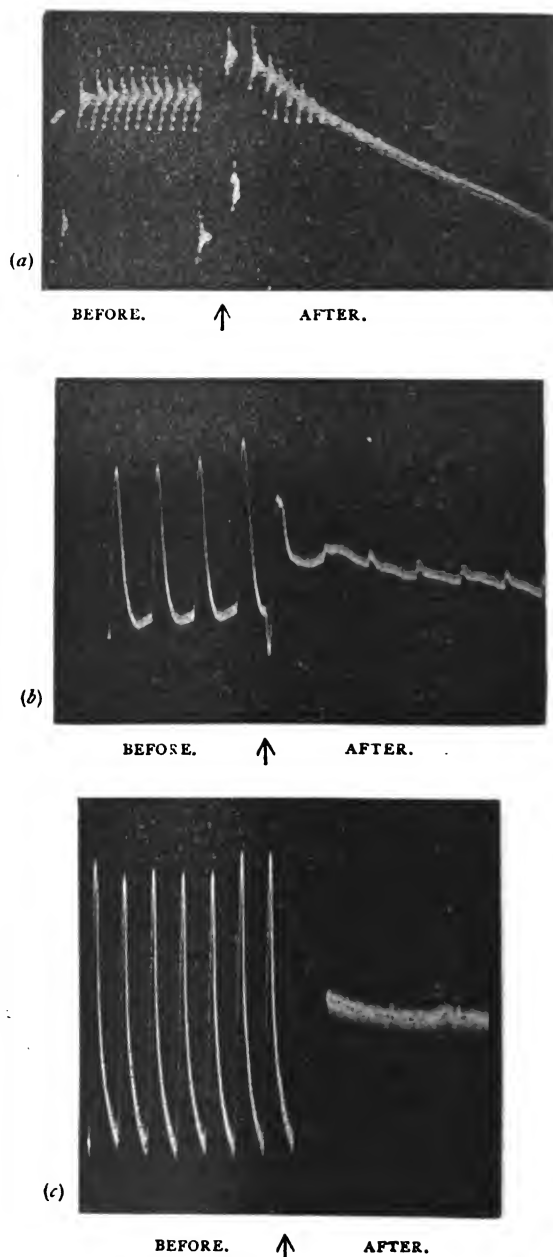 (a)
BEFORE. ↑ AFTER.
(b)
BEFORE. ↑ AFTER.
(c)
BEFORE. ↑ AFTER.